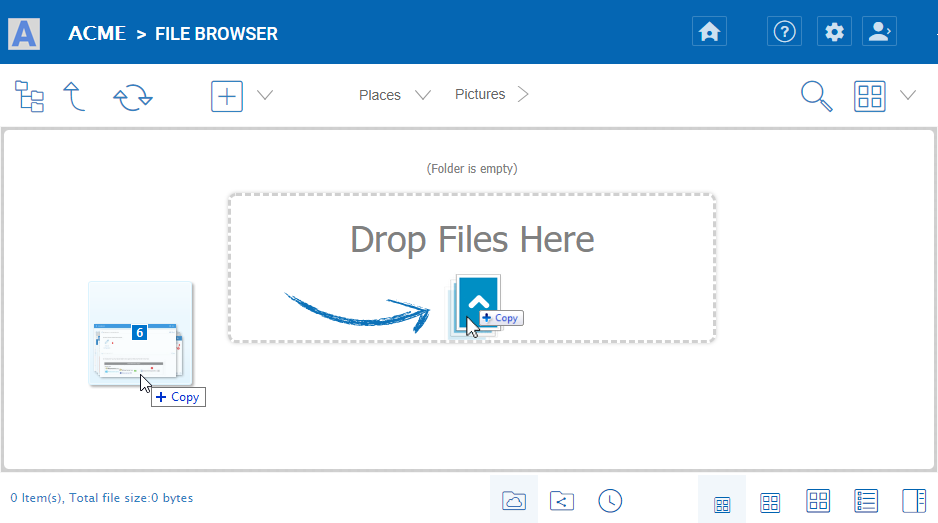 A
ACME > FILE BROWSER
?
Places
Pictures
(Folder is empty)
Drop Files Here
Copy
6
Copy
0 Item(s), Total file size:0 bytes